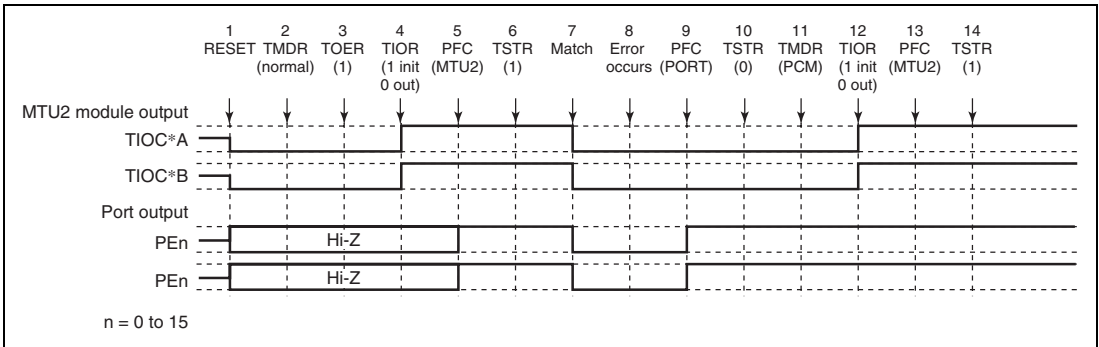 1 2 3 4 5 6 7 8 9 10 11 12 13 14
RESET TMDR TOER TIOR PFC TSTR Match Error PFC TSTR TMDR TIOR PFC TSTR
(normal) (1) (1 init (MTU2) (1) occurs (PORT) (0) (PCM) (1 init (MTU2) (1)
0 out) 0 out)
MTU2 module output
TIOC*A
TIOC*B
Port output
PEn Hi-Z
PEn Hi-Z
n = 0 to 15